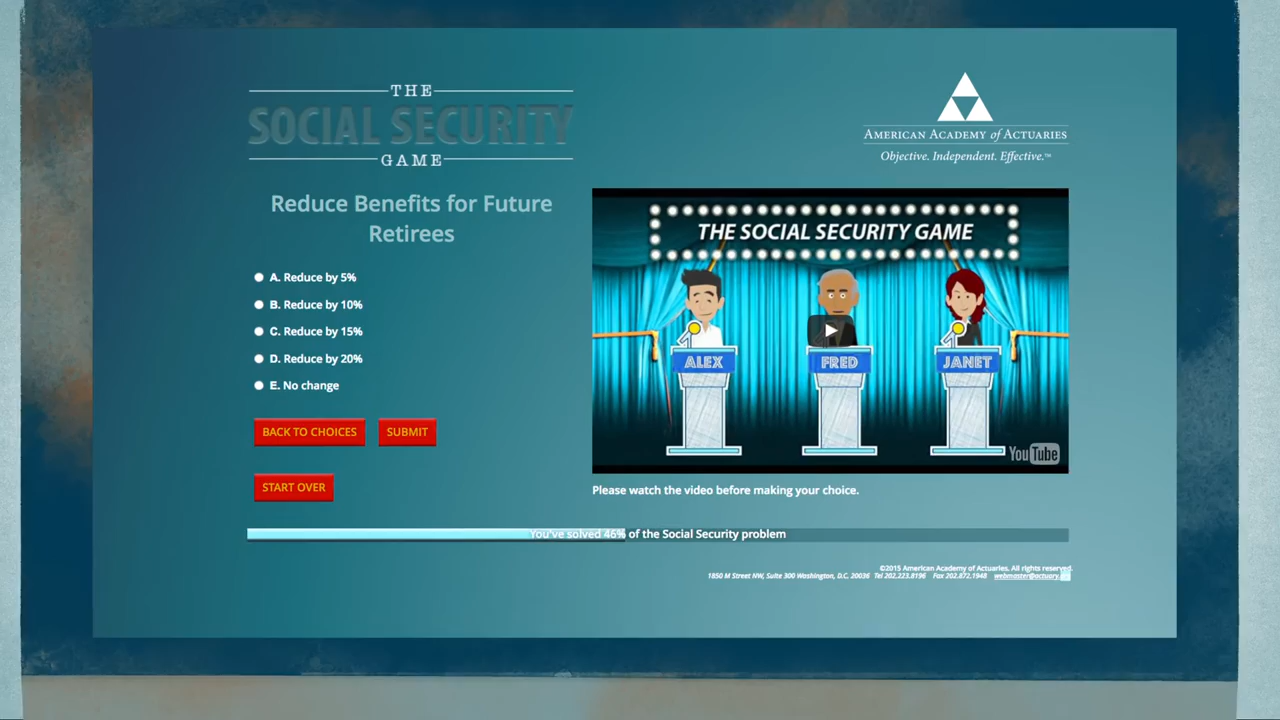 THE
SOCIAL SECURITY
GAME
AMERICAN ACADEMY of ACTUARIES
Objective. Independent. Effective.™
Reduce Benefits for Future
Retirees
A. Reduce by 5%
B. Reduce by 10%
C. Reduce by 15%
D. Reduce by 20%
E. No change
BACK TO CHOICES
SUBMIT
START OVER
THE SOCIAL SECURITY GAME
ALEX
FRED
JANET
YouTube
Please watch the video before making your choice.
You've solved 46% of the Social Security problem
©2015 American Academy of Actuaries. All rights reserved.
1850 M Street NW, Suite 300 Washington, D.C. 20036 Tel 202.223.8196 Fax 202.872.1948